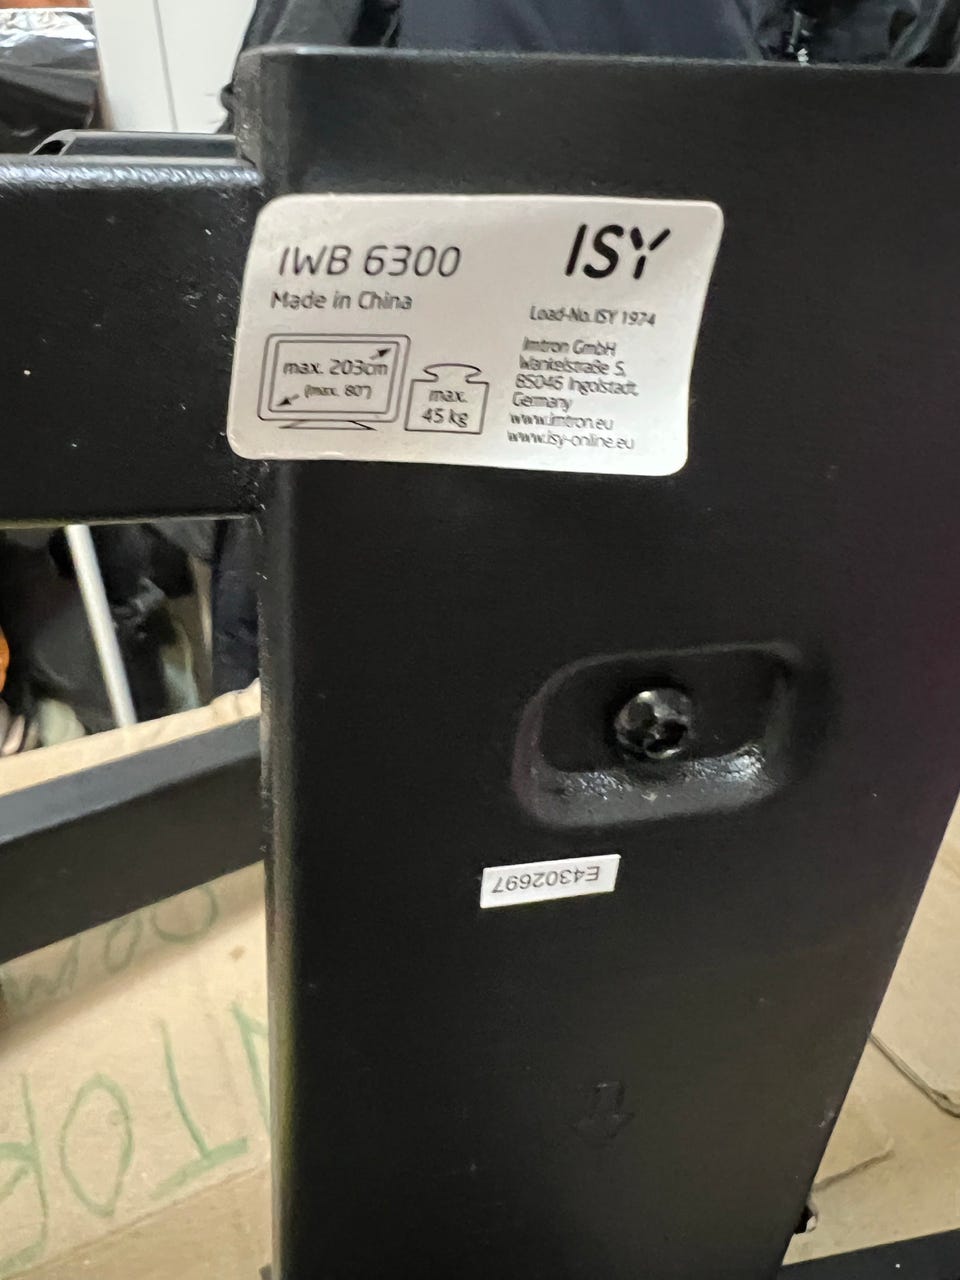 IWB 6300
Made in China
max. 203cm
(max. 80")
max.
45 kg
ISY
Load-No. ISY 1974
Imtron GmbH
Wankelstraße 5,
85046 Ingolstadt,
Germany
www.imtron.eu
www.isy-online.eu
E4302697